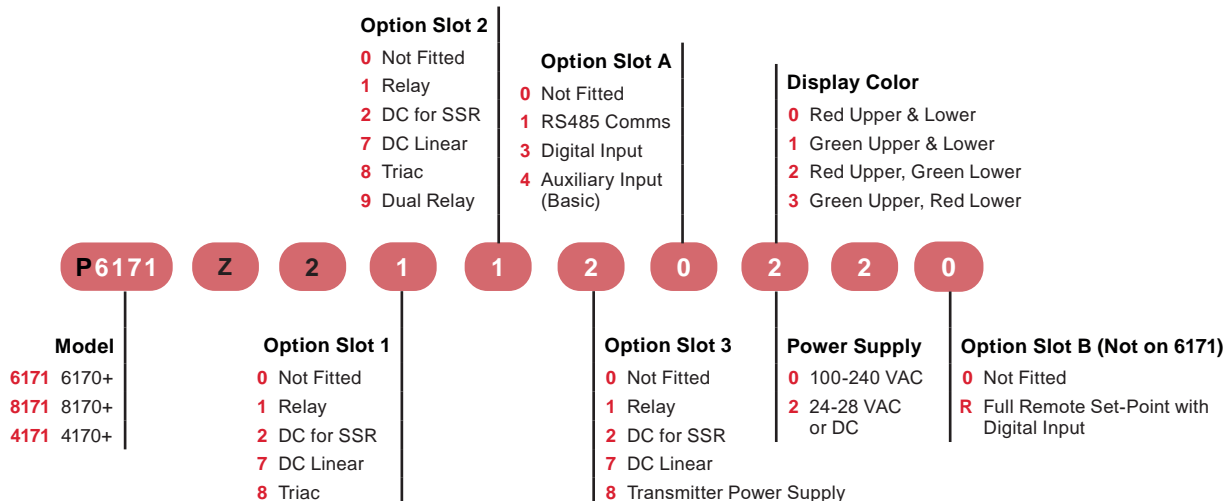 Option Slot 2
0 Not Fitted
1 Relay
2 DC for SSR
7 DC Linear
8 Triac
9 Dual Relay
Option Slot A
0 Not Fitted
1 RS485 Comms
3 Digital Input
4 Auxiliary Input
(Basic)
Display Color
0 Red Upper & Lower
1 Green Upper & Lower
2 Red Upper, Green Lower
3 Green Upper, Red Lower
P6171 Z 2 1 1 2 0 2 2 0
Model
6171 6170+
8171 8170+
4171 4170+
Option Slot 1
0 Not Fitted
1 Relay
2 DC for SSR
7 DC Linear
8 Triac
Option Slot 3
0 Not Fitted
1 Relay
2 DC for SSR
7 DC Linear
8 Transmitter Power Supply
Power Supply
0 100-240 VAC
2 24-28 VAC
or DC
Option Slot B (Not on 6171)
0 Not Fitted
R Full Remote Set-Point with
Digital Input